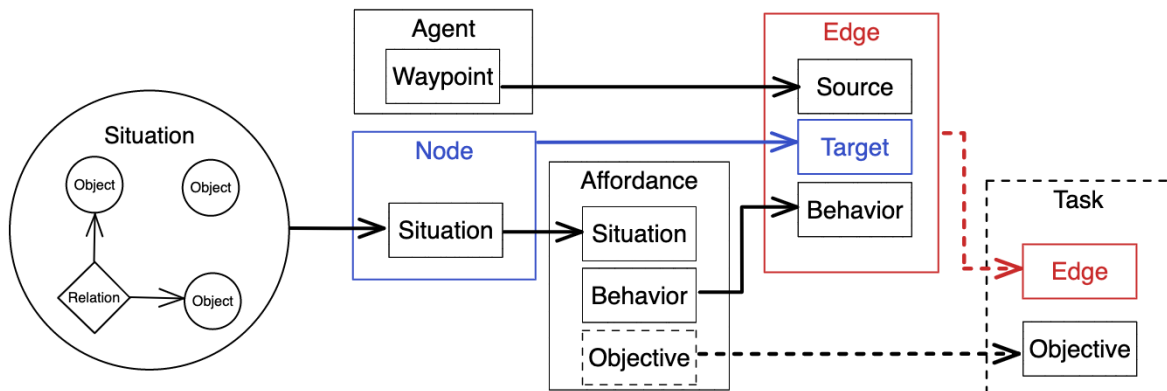 Situation
Object
Object
Relation
Object
Agent
Waypoint
Node
Situation
Affordance
Situation
Behavior
Objective
Edge
Source
Target
Behavior
Task
Edge
Objective